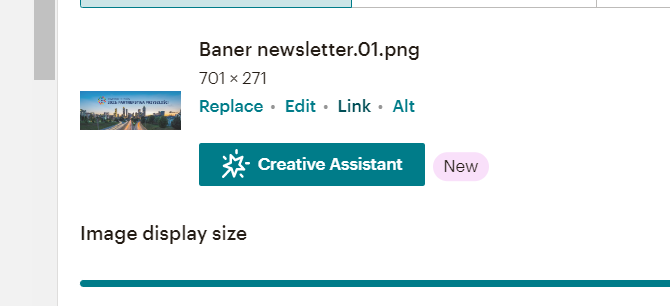 Baner newsletter.01.png
701 × 271
Replace • Edit • Link • Alt
Creative Assistant
New
Image display size